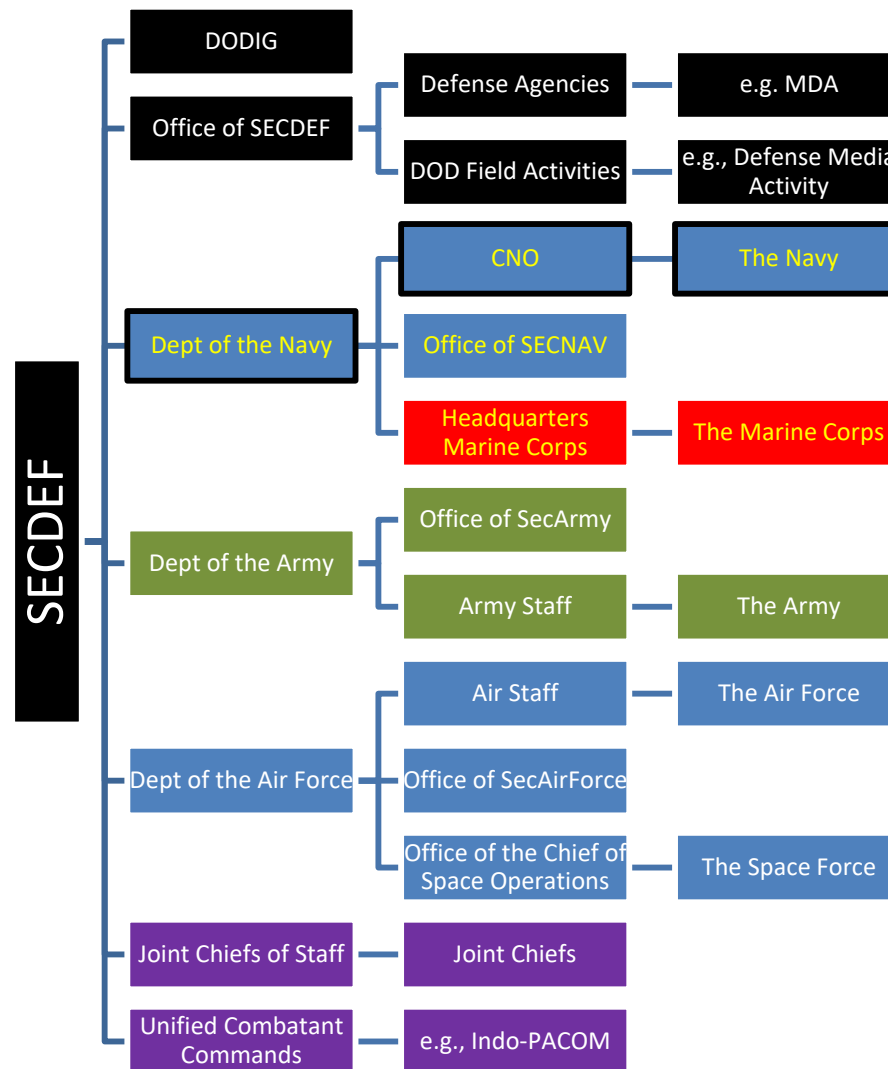 SECDEF
DODIG
Office of SECDEF
Defense Agencies
e.g. MDA
DOD Field Activities
e.g., Defense Media
Activity
Dept of the Navy
CNO
The Navy
Office of SECNAV
Headquarters
Marine Corps
The Marine Corps
Dept of the Army
Office of SecArmy
Army Staff
The Army
Dept of the Air Force
Air Staff
The Air Force
Office of SecAirForce
Office of the Chief of
Space Operations
The Space Force
Joint Chiefs of Staff
Joint Chiefs
Unified Combatant
Commands
e.g., Indo-PACOM